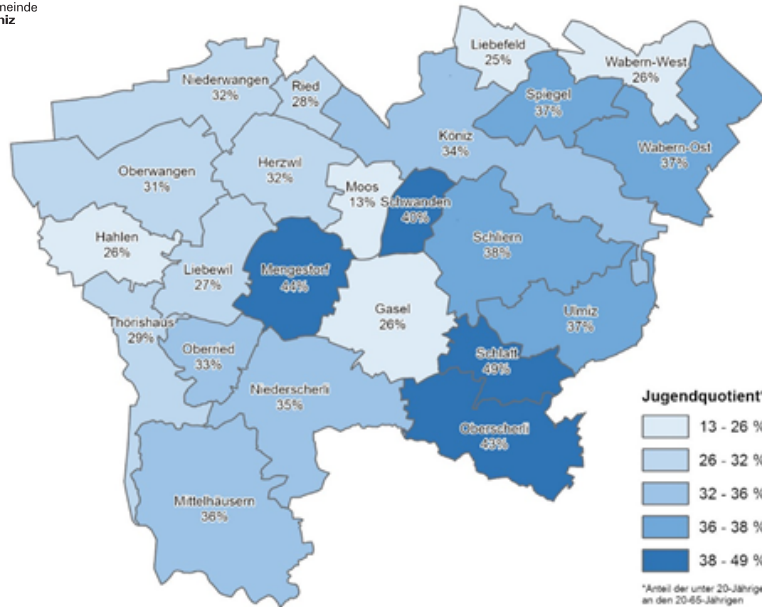 meinde
niz
Liebefeld
25%
Wabern-West
26%
Niederwangen
32%
Ried
28%
Spiegel
37%
Köniz
34%
Wabern-Ost
37%
Oberwangen
31%
Herzwil
32%
Moos
13%
Schwanden
40%
Hahlen
26%
Schliern
38%
Liebewil
27%
Mengestorf
44%
Gasel
26%
Ulmiz
37%
Thörishaus
29%
Oberried
33%
Schlatt
49%
Niederscherli
35%
Oberscherli
43%
Mittelhäusern
36%
Jugendquotient*
13 - 26 %
26 - 32 %
32 - 36 %
36 - 38 %
38 - 49 %
*Anteil der unter 20-Jährige
an den 20-65-Jährigen